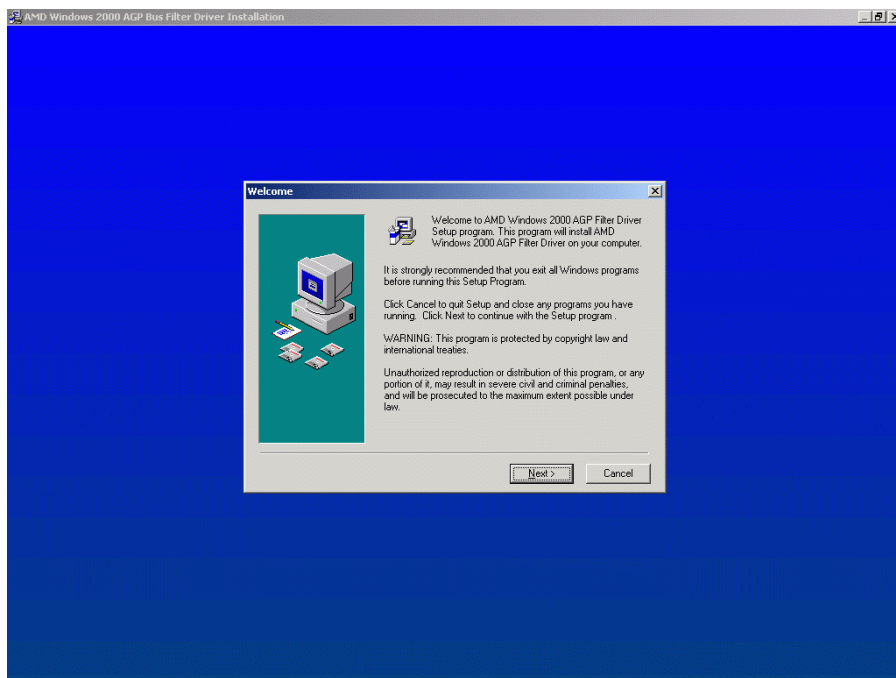 AMD Windows 2000 AGP Bus Filter Driver Installation
Welcome
Welcome to AMD Windows 2000 AGP Filter Driver
Setup program. This program will install AMD
Windows 2000 AGP Filter Driver on your computer.
It is strongly recommended that you exit all Windows programs
before running this Setup Program.
Click Cancel to quit Setup and close any programs you have
running. Click Next to continue with the Setup program .
WARNING: This program is protected by copyright law and
international treaties.
Unauthorized reproduction or distribution of this program, or any
portion of it, may result in severe civil and criminal penalties,
and will be prosecuted to the maximum extent possible under
law.
Next >
Cancel